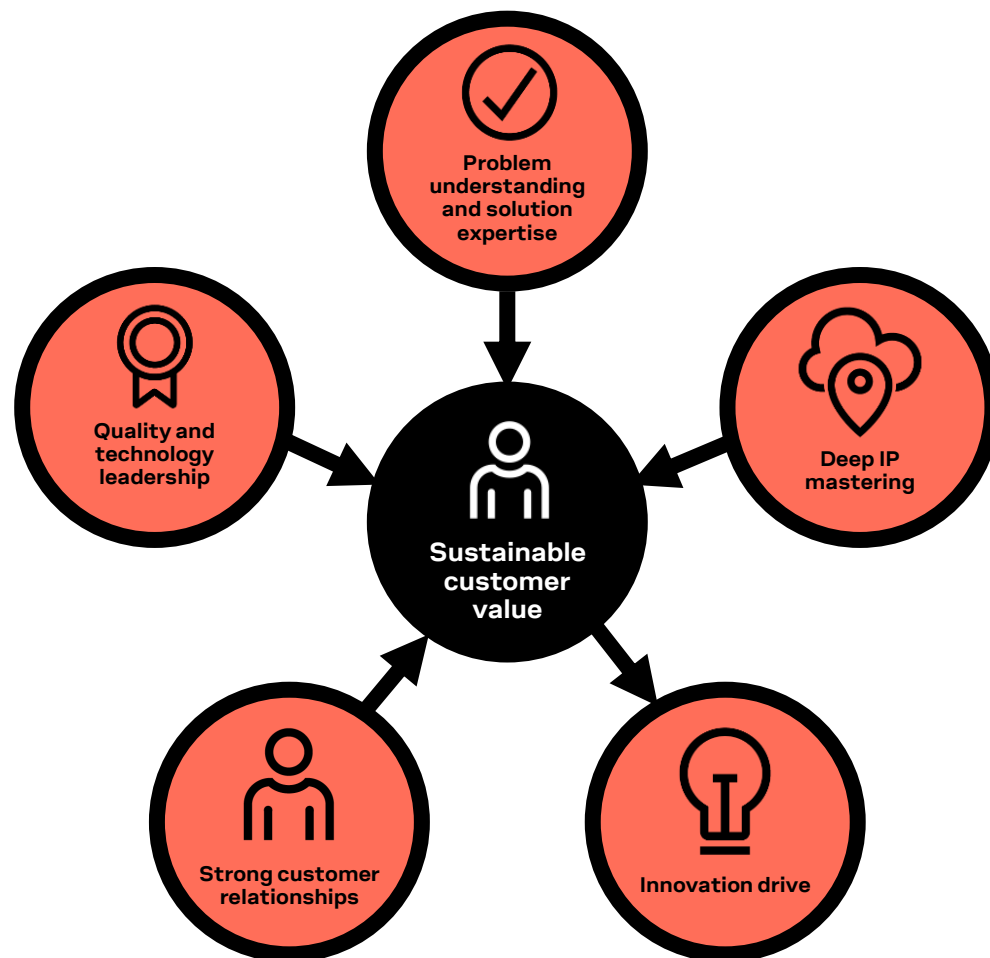 Problem
understanding
and solution
expertise
Quality and
technology
leadership
Deep IP
mastering
Sustainable
customer
value
Strong customer
relationships
Innovation drive